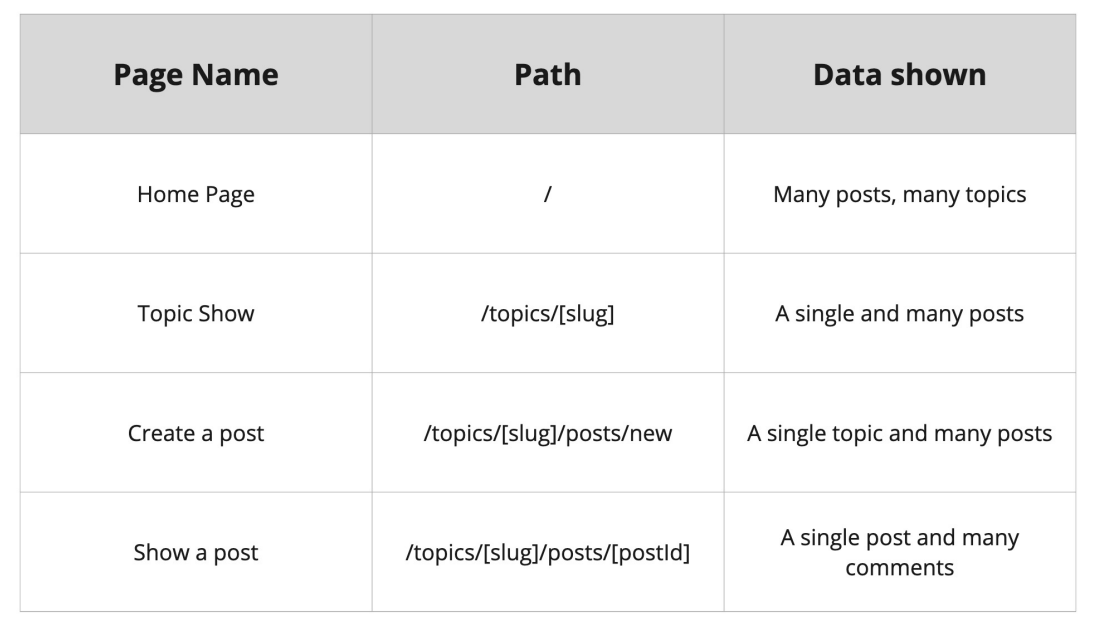 Page Name
Path
Data shown
Home Page
/
Many posts, many topics
Topic Show
/topics/[slug]
A single and many posts
Create a post
/topics/[slug]/posts/new
A single topic and many posts
Show a post
/topics/[slug]/posts/[postId]
A single post and many
comments